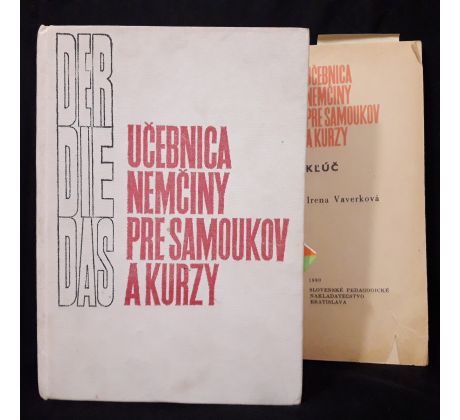 DER
DIE
DAS
UČEBNICA
NEMČINY
PRE SAMOUKOV
A KURZY
UČEBNICA
NEMČINY
PRE SAMOUKOV
A KURZY
KĽÚČ
Irena Vaverková
1990
SLOVENSKÉ PEDAGOGICKÉ
NAKLADATEĽSTVO
BRATISLAVA